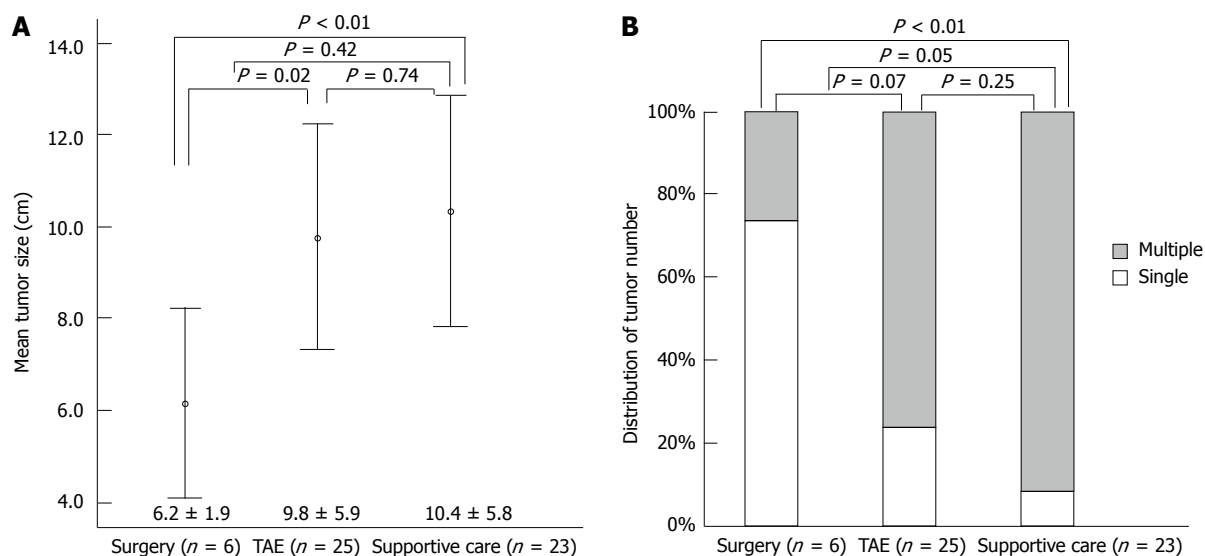 A
P < 0.01
P = 0.42
P = 0.02
P = 0.74
14.0
12.0
10.0
8.0
6.0
4.0
Mean tumor size (cm)
6.2 ± 1.9
9.8 ± 5.9
10.4 ± 5.8
Surgery (n = 6)
TAE (n = 25)
Supportive care (n = 23)
B
P < 0.01
P = 0.05
P = 0.07
P = 0.25
100%
80%
60%
40%
20%
0%
Distribution of tumor number
Multiple
Single
Surgery (n = 6)
TAE (n = 25)
Supportive care (n = 23)